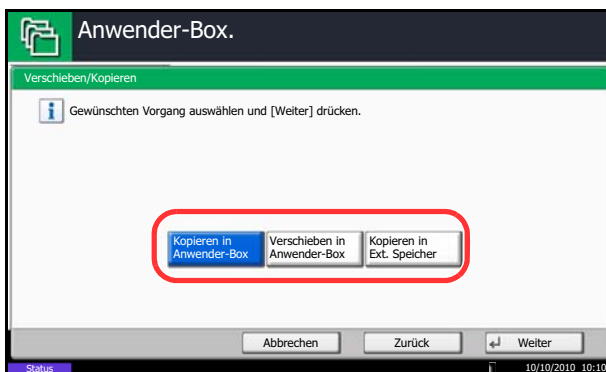 Anwender-Box.
Verschieben/Kopieren
i Gewünschten Vorgang auswählen und [Weiter] drücken.
Kopieren in Verschieben in Kopieren in
Anwender-Box Anwender-Box Ext. Speicher
Abbrechen Zurück Weiter
Status 10/10/2010 10:10